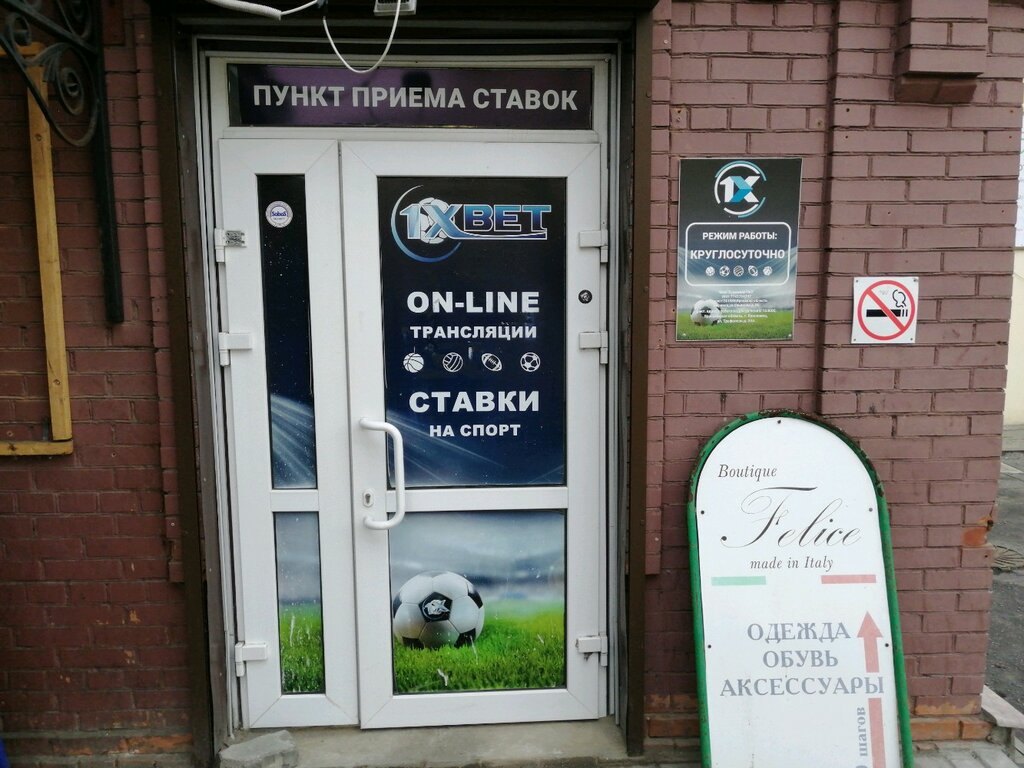 ПУНКТ ПРИЕМА СТАВОК
1XBET
ON-LINE
ТРАНСЛЯЦИИ
СТАВКИ
НА СПОРТ
1X
РЕЖИМ РАБОТЫ:
КРУГЛОСУТОЧНО
Boutique
Felice
made in Italy
ОДЕЖДА
ОБУВЬ
АКСЕССУАРЫ
шагов
1X